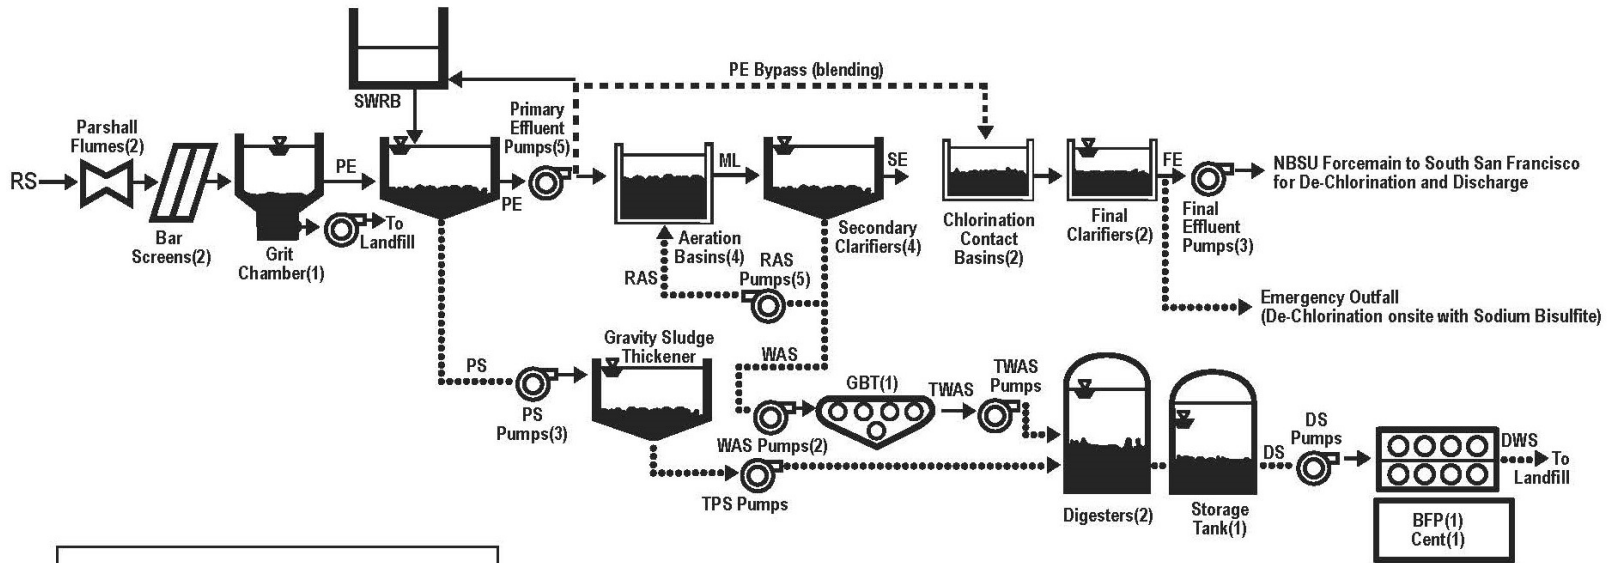 PE Bypass (blending)
SWRB
Primary
Effluent
Pumps(5)
Parshall
Flumes(2)
RS
PE
PE
ML
SE
FE
NBSU Forcemain to South San Francisco
for De-Chlorination and Discharge
Bar
Screens(2)
Grit
Chamber(1)
To
Landfill
Aeration
Basins(4)
Secondary
Clarifiers(4)
Chlorination
Contact
Basins(2)
Final
Clarifiers(2)
Final
Effluent
Pumps(3)
RAS
RAS
Pumps(5)
Emergency Outfall
(De-Chlorination onsite with Sodium Bisulfite)
Gravity Sludge
Thickener
PS
PS
Pumps(3)
WAS
WAS Pumps(2)
GBT(1)
TWAS
TWAS
Pumps
TPS Pumps
Digesters(2)
Storage
Tank(1)
DS
DS
Pumps
DWS
To
Landfill
BFP(1)
Cent(1)